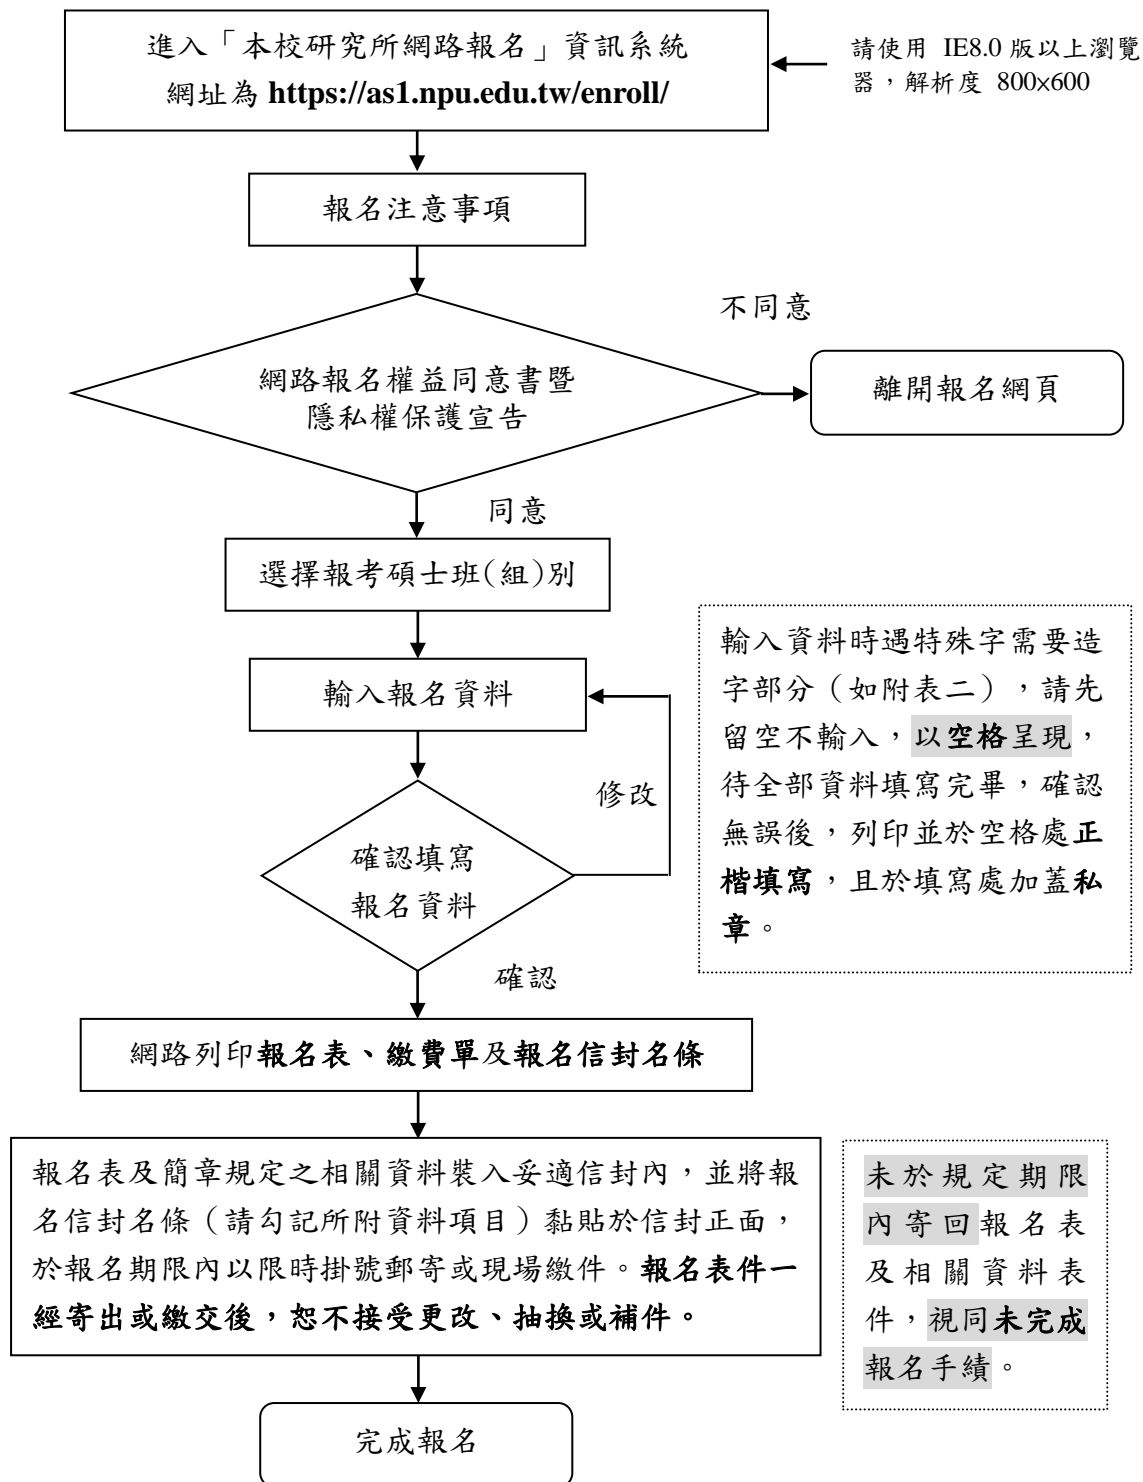 進入「本校研究所網路報名」資訊系統
網址為 https://as1.npu.edu.tw/enroll/
請使用 IE8.0 版以上瀏覽
器，解析度 800×600
報名注意事項
不同意
網路報名權益同意書暨
隱私權保護宣告
離開報名網頁
同意
選擇報考碩士班(組)別
輸入報名資料
輸入資料時遇特殊字需要造
字部分（如附表二），請先
留空不輸入，以空格呈現，
待全部資料填寫完畢，確認
無誤後，列印並於空格處正
楷填寫，且於填寫處加蓋私
章。
修改
確認填寫
報名資料
確認
網路列印報名表、繳費單及報名信封名條
報名表及簡章規定之相關資料裝入妥適信封內，並將報
名信封名條（請勾記所附資料項目）黏貼於信封正面，
於報名期限內以限時掛號郵寄或現場繳件。報名表件一
經寄出或繳交後，恕不接受更改、抽換或補件。
未於規定期限
內寄回報名表
及相關資料表
件，視同未完成
報名手續。
完成報名